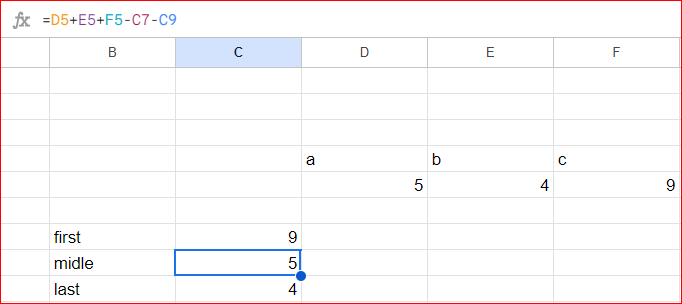 fx =D5+E5+F5-C7-C9
B C D E F
a b c
5 4 9
first 9
midle 5
last 4